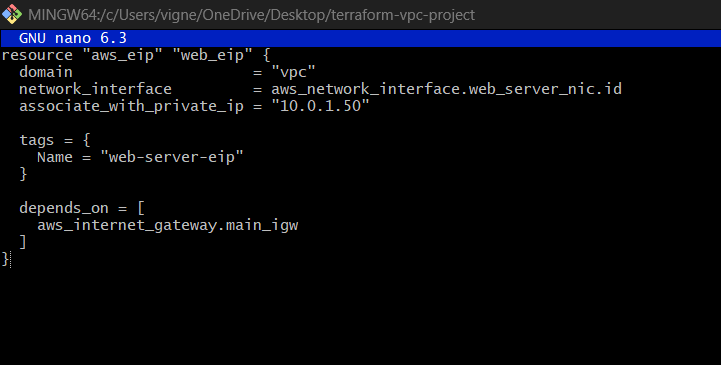 MINGW64:/c/Users/vigne/OneDrive/Desktop/terraform-vpc-project
GNU nano 6.3
resource "aws_eip" "web_eip" {
  domain                    = "vpc"
  network_interface         = aws_network_interface.web_server_nic.id
  associate_with_private_ip = "10.0.1.50"

  tags = {
    Name = "web-server-eip"
  }

  depends_on = [
    aws_internet_gateway.main_igw
  ]
}